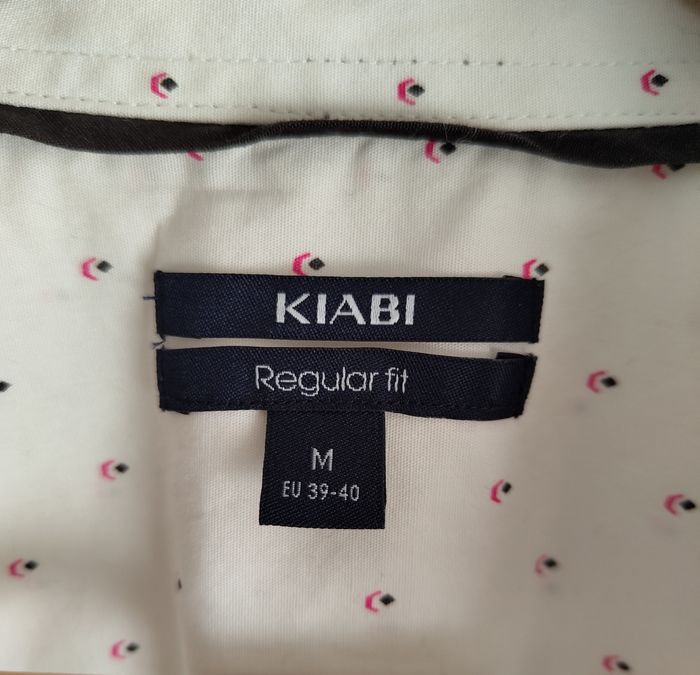 KIABI
Regular fit
M
EU 39-40